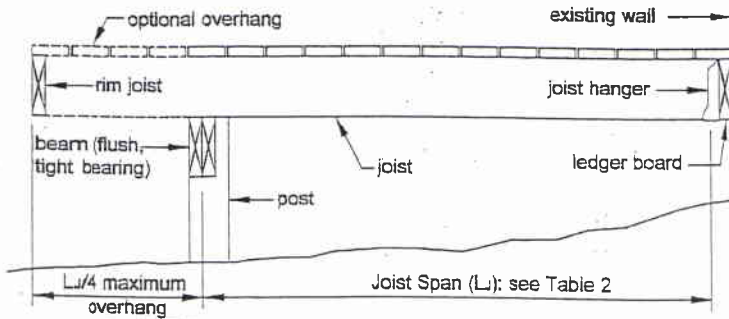 optional overhang
existing wall
rim joist
joist hanger
beam (flush,
tight bearing)
joist
ledger board
post
LJ/4 maximum
overhang
Joist Span (LJ): see Table 2